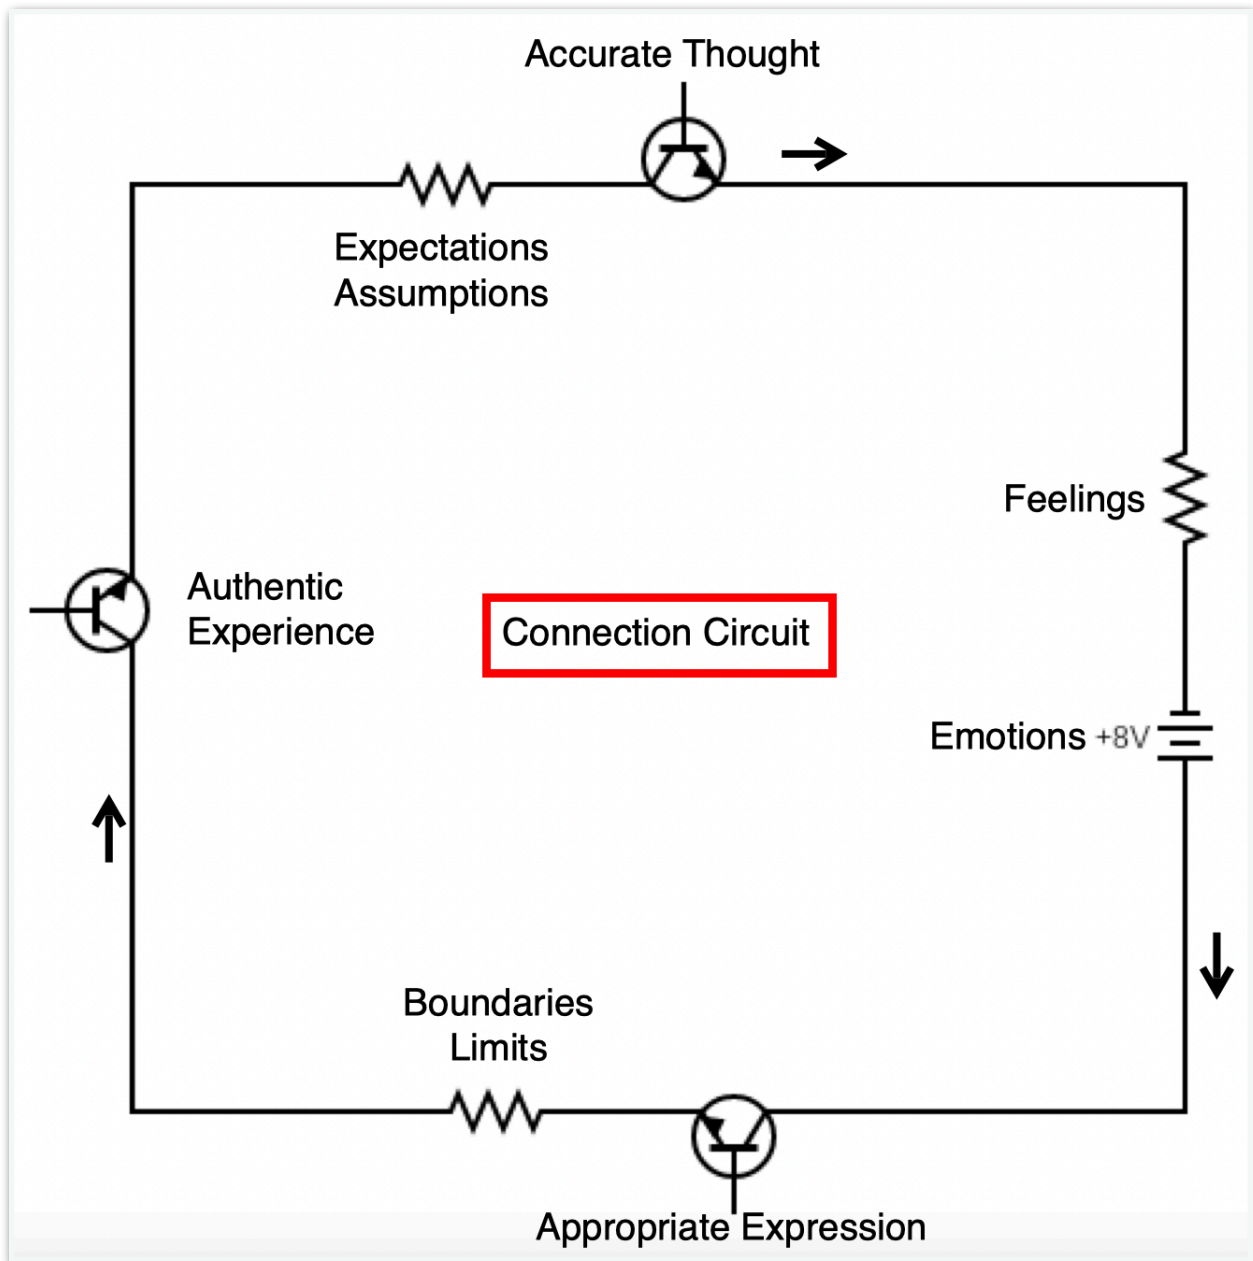 Accurate Thought
Expectations
Assumptions
Feelings
Authentic
Experience
Connection Circuit
Emotions +8V
Boundaries
Limits
Appropriate Expression